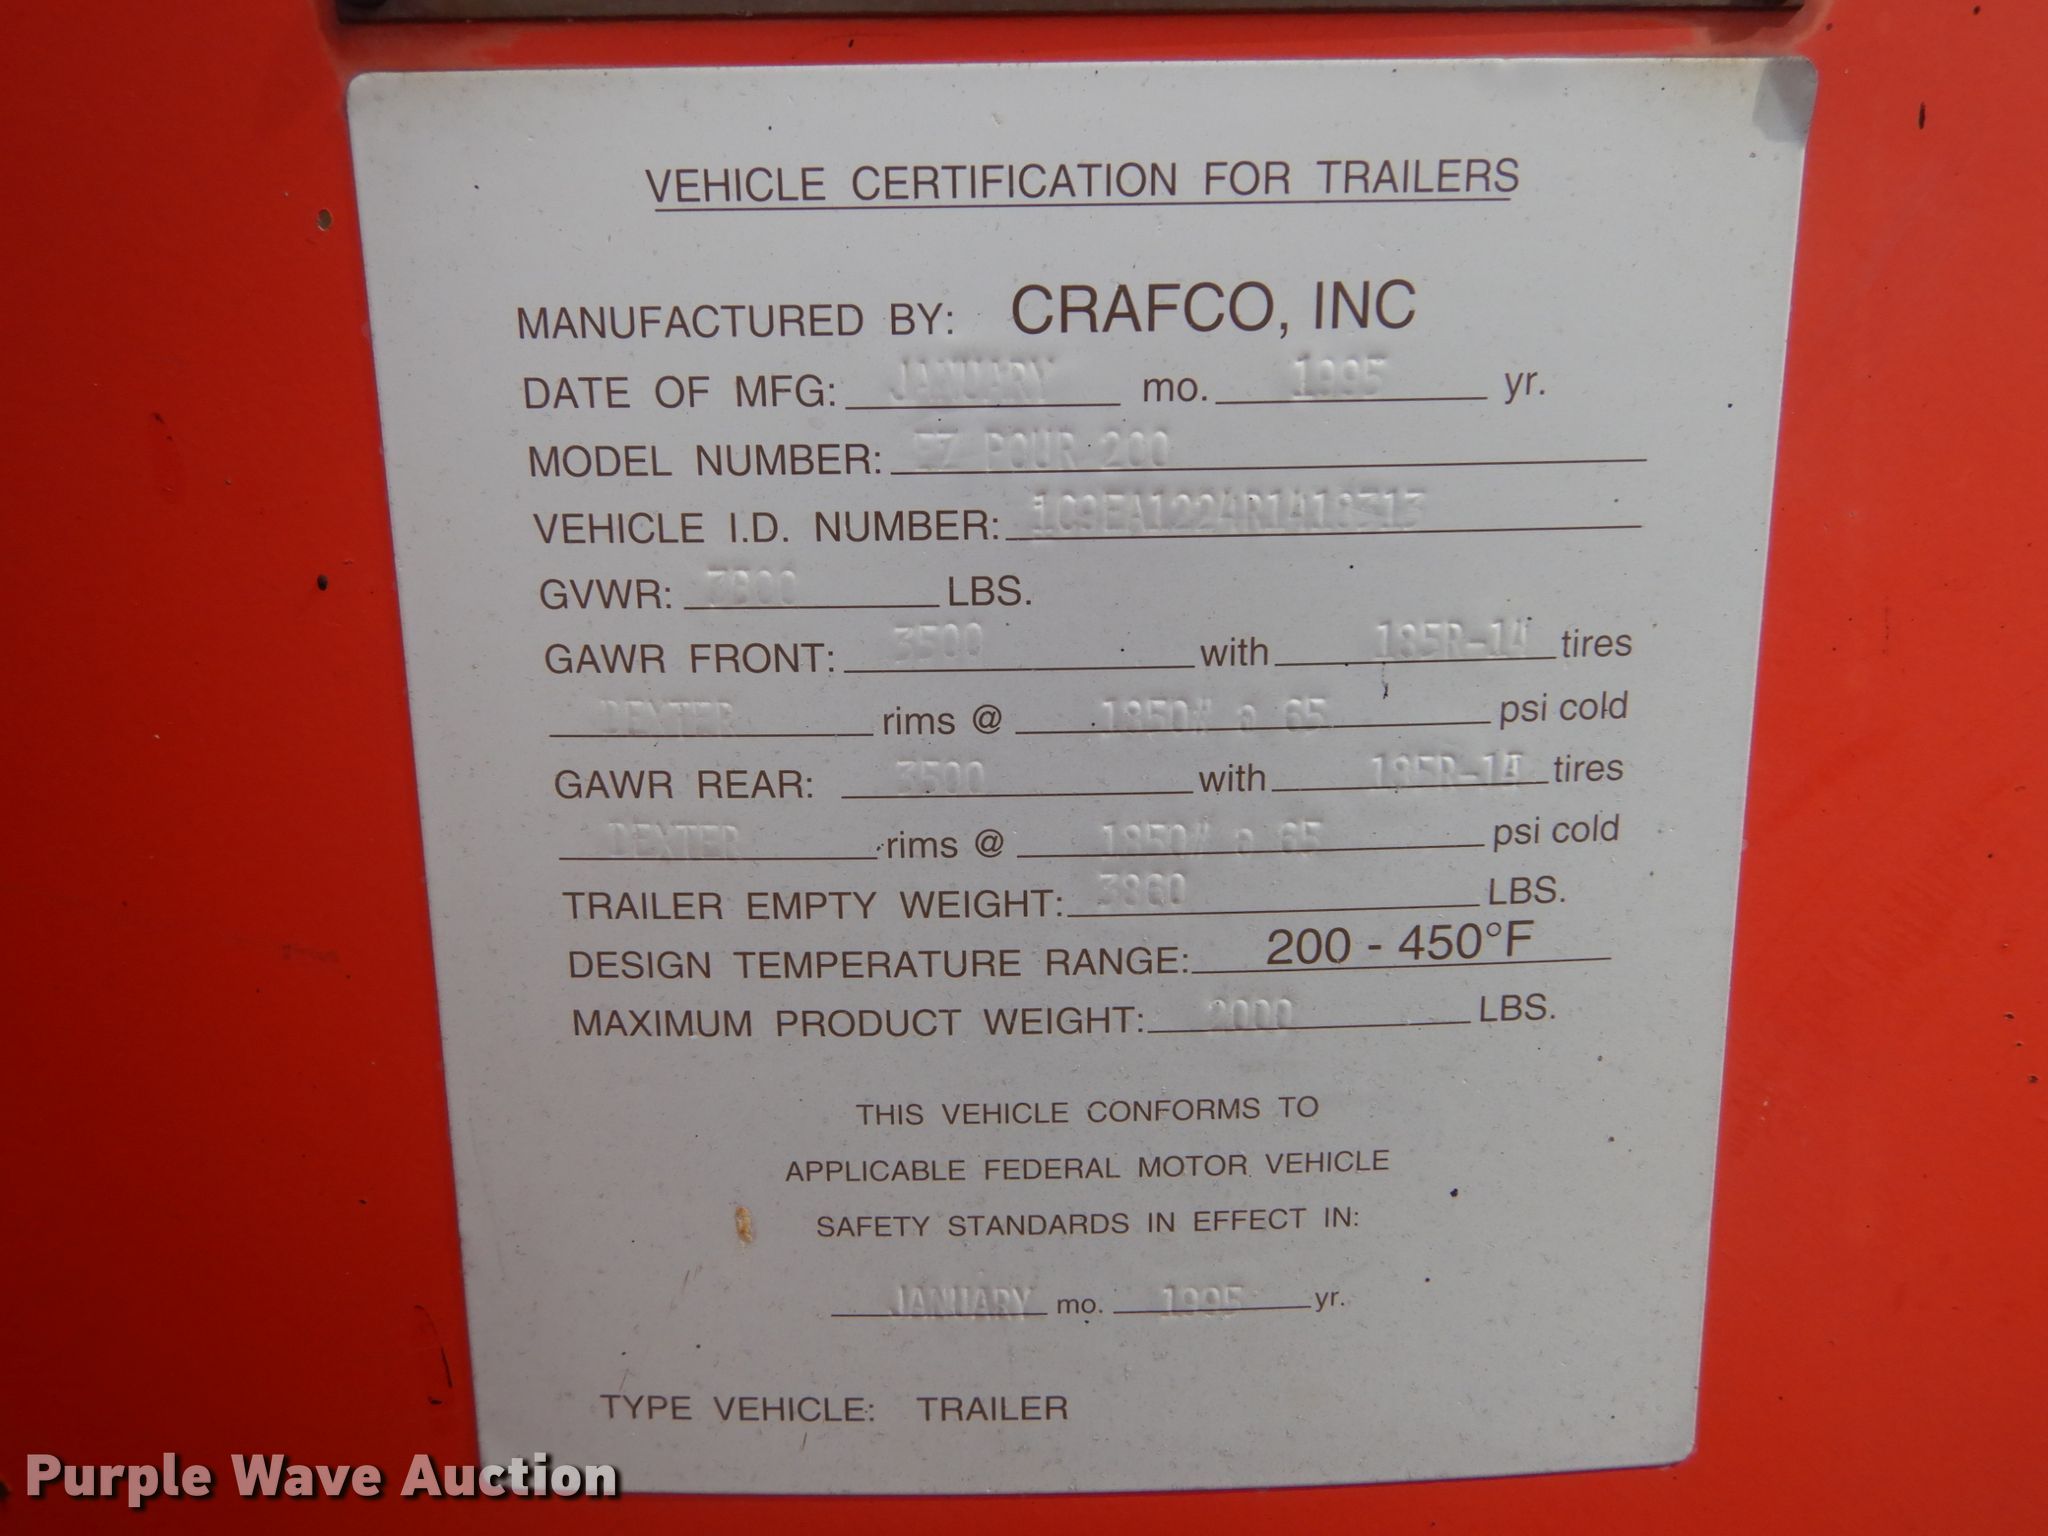 VEHICLE CERTIFICATION FOR TRAILERS
MANUFACTURED BY: CRAFCO, INC
DATE OF MFG: JANUARY mo. 1995 yr.
MODEL NUMBER: EZ POUR 200
VEHICLE I.D. NUMBER:
GVWR: 3800 LBS.
GAWR FRONT: 3500 with 185R-14 tires
DEXTER rims @ 1850# @ 65 psi cold
GAWR REAR: 3500 with 185R-14 tires
DEXTER rims @ 1850# @ 65 psi cold
TRAILER EMPTY WEIGHT: 3860 LBS.
DESIGN TEMPERATURE RANGE: 200 - 450°F
MAXIMUM PRODUCT WEIGHT: 2000 LBS.
THIS VEHICLE CONFORMS TO
APPLICABLE FEDERAL MOTOR VEHICLE
SAFETY STANDARDS IN EFFECT IN:
JANUARY mo. 1995 yr.
TYPE VEHICLE: TRAILER
Purple Wave Auction